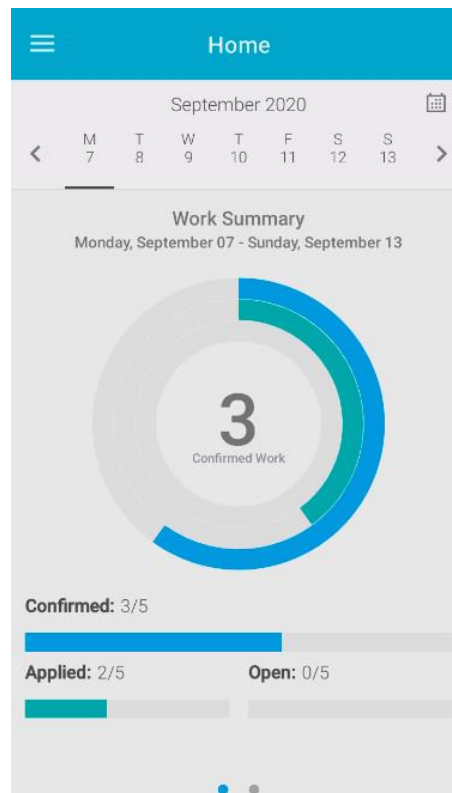 Home
September 2020
M T W T F S S
7 8 9 10 11 12 13
Work Summary
Monday, September 07 - Sunday, September 13
3
Confirmed Work
Confirmed: 3/5
Applied: 2/5 Open: 0/5